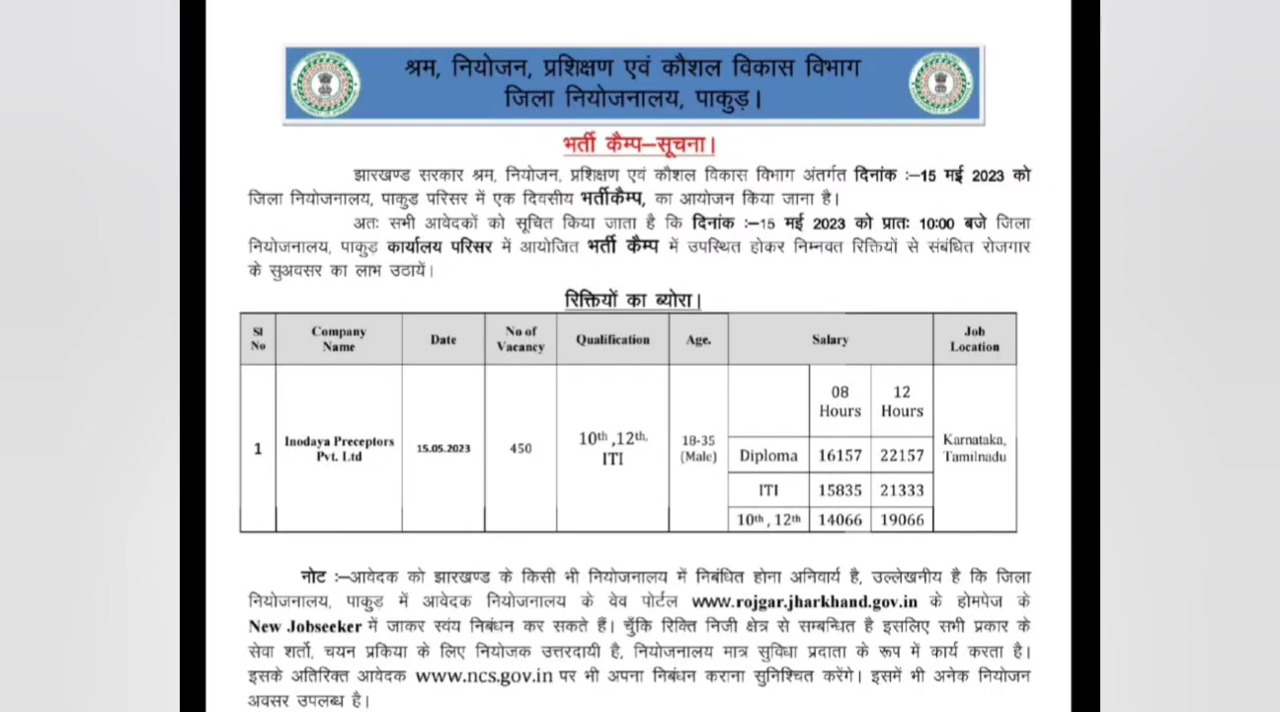 श्रम, नियोजन, प्रशिक्षण एवं कौशल विकास विभाग
जिला नियोजनालय, पाकुड़।
भर्ती कैम्प–सूचना।
झारखण्ड सरकार श्रम, नियोजन, प्रशिक्षण एवं कौशल विकास विभाग अंतर्गत दिनांक :–15 मई 2023 को
जिला नियोजनालय, पाकुड परिसर में एक दिवसीय भर्तीकैम्प, का आयोजन किया जाना है।
अतः सभी आवेदकों को सूचित किया जाता है कि दिनांक :–15 मई 2023 को प्रातः 10:00 बजे जिला
नियोजनालय, पाकुड कार्यालय परिसर में आयोजित भर्ती कैम्प में उपस्थित होकर निम्नवत रिक्तियों से संबंधित रोजगार
के सुअवसर का लाभ उठायें।
रिक्तियों का ब्योरा।
Sl No Company Name Date No of Vacancy Qualification Age. Salary Job Location
08 Hours 12 Hours
1 Inodaya Preceptors Pvt. Ltd 15.05.2023 450 10th ,12th, ITI 18-35 (Male) Karnataka, Tamilnadu
Diploma 16157 22157
ITI 15835 21333
10th , 12th 14066 19066
नोट :–आवेदक को झारखण्ड के किसी भी नियोजनालय में निबंधित होना अनिवार्य है, उल्लेखनीय है कि जिला
नियोजनालय, पाकुड में आवेदक नियोजनालय के वेव पोर्टल www.rojgar.jharkhand.gov.in के होमपेज के
New Jobseeker में जाकर स्वंय निबंधन कर सकते हैं। चुँकि रिक्ति निजी क्षेत्र से सम्बन्धित है इसलिए सभी प्रकार के
सेवा शर्तो, चयन प्रकिया के लिए नियोजक उत्तरदायी है, नियोजनालय मात्र सुविधा प्रदाता के रूप में कार्य करता है।
इसके अतिरिक्त आवेदक www.ncs.gov.in पर भी अपना निबंधन कराना सुनिश्चित करेंगे। इसमें भी अनेक नियोजन
अवसर उपलब्ध है।